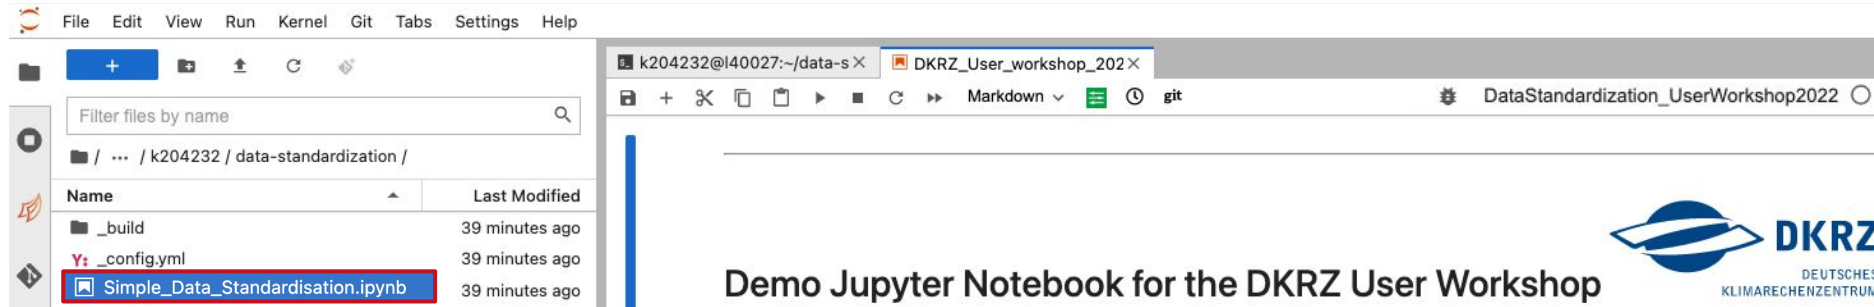 File Edit View Run Kernel Git Tabs Settings Help
+
Filter files by name
/ ··· / k204232 / data-standardization /
Name Last Modified
_build 39 minutes ago
Y: _config.yml 39 minutes ago
Simple_Data_Standardisation.ipynb 39 minutes ago
k204232@l40027:~/data-s × DKRZ_User_workshop_202 ×
Markdown git DataStandardization_UserWorkshop2022
DKRZ
DEUTSCHES
KLIMARECHENZENTRUM
Demo Jupyter Notebook for the DKRZ User Workshop